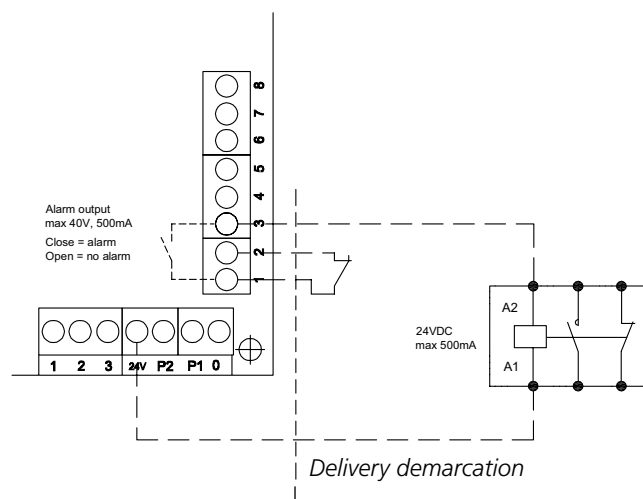 8
7
6
5
4
3
2
1
Alarm output
max 40V, 500mA
Close = alarm
Open = no alarm
24VDC
max 500mA
A2
A1
1 2 3 24V P2 P1 0
Delivery demarcation